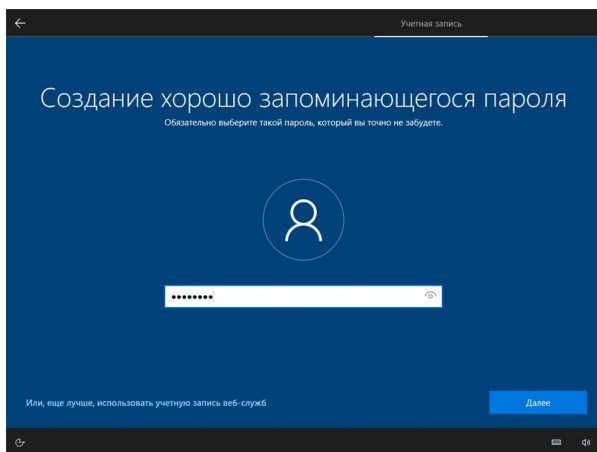 Учетная запись
Создание хорошо запоминающегося пароля
Обязательно выберите такой пароль, который вы точно не забудете.
••••••••
Или, еще лучше, использовать учетную запись веб-служб
Далее